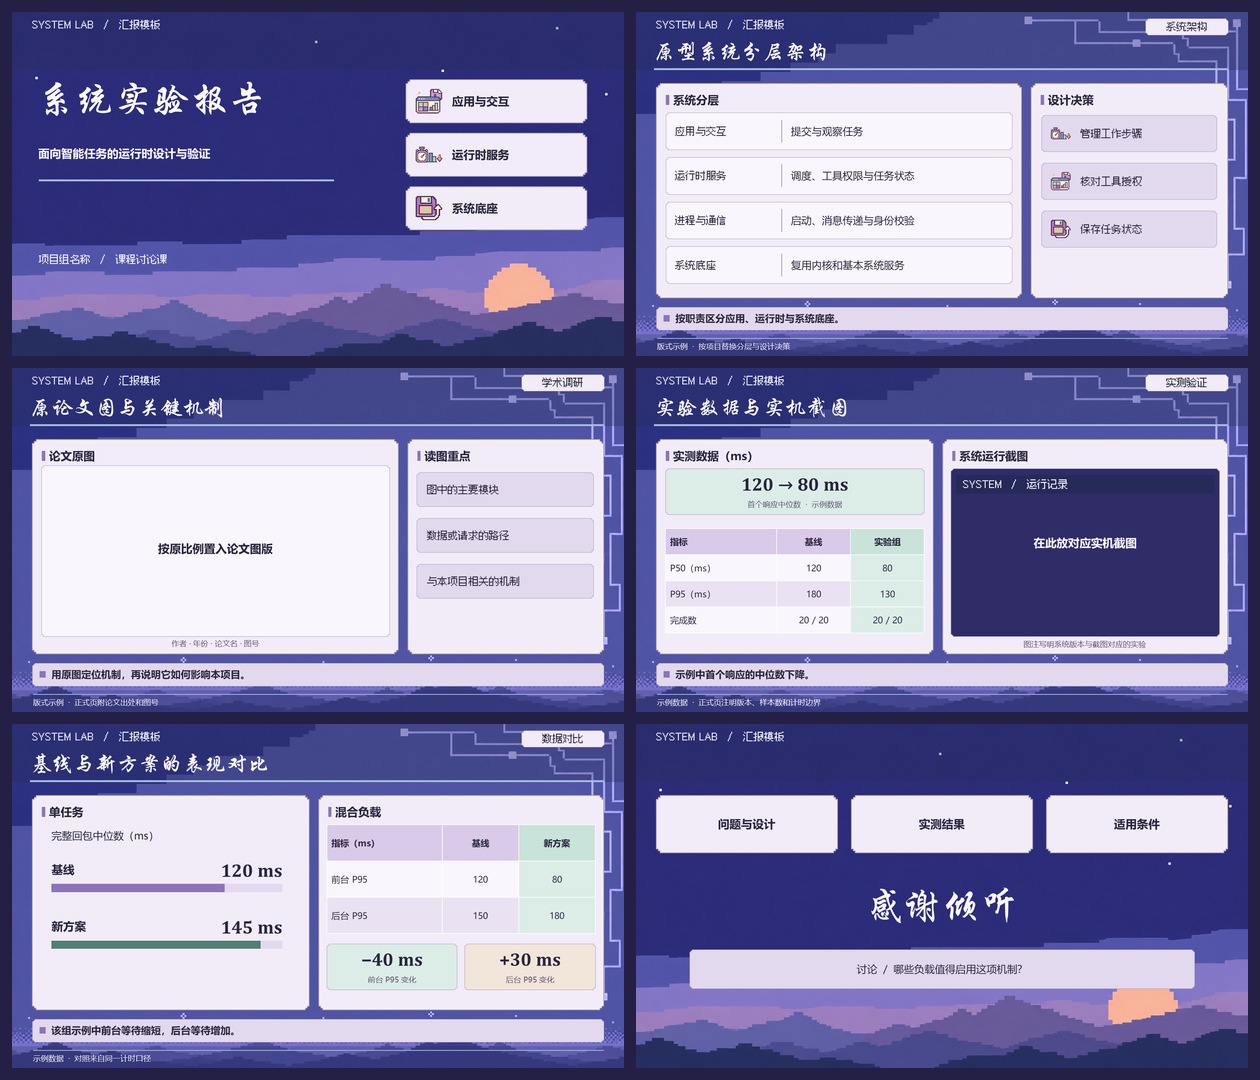 SYSTEM LAB / 汇报模板
系统实验报告
面向智能任务的运行时设计与验证
应用与交互
运行时服务
系统底座
项目组名称 / 课程讨论课
SYSTEM LAB / 汇报模板
系统架构
原型系统分层架构
系统分层
应用与交互 提交与观察任务
运行时服务 调度、工具权限与任务状态
进程与通信 启动、消息传递与身份校验
系统底座 复用内核和基本系统服务
设计决策
管理工作步骤
核对工具授权
保存任务状态
按职责区分应用、运行时与系统底座。
版式示例 · 按项目替换分层与设计决策
SYSTEM LAB / 汇报模板
学术调研
原论文图与关键机制
论文原图
按原比例置入论文图版
作者 · 年份 · 论文名 · 图号
读图重点
图中的主要模块
数据或请求的路径
与本项目相关的机制
用原图定位机制，再说明它如何影响本项目。
版式示例 · 正式页附论文出处和图号
SYSTEM LAB / 汇报模板
实测验证
实验数据与实机截图
实测数据（ms）
120 → 80 ms
首个响应中位数 · 示例数据
指标 基线 实验组
P50（ms） 120 80
P95（ms） 180 130
完成数 20 / 20 20 / 20
系统运行截图
SYSTEM / 运行记录
在此放对应实机截图
图注写明系统版本与截图对应的实验
示例中首个响应的中位数下降。
示例数据 · 正式页注明版本、样本数和计时边界
SYSTEM LAB / 汇报模板
数据对比
基线与新方案的表现对比
单任务
完整回包中位数（ms）
基线 120 ms
新方案 145 ms
混合负载
指标（ms） 基线 新方案
前台 P95 120 80
后台 P95 150 180
−40 ms
前台 P95 变化
+30 ms
后台 P95 变化
该组示例中前台等待缩短，后台等待增加。
示例数据 · 对照来自同一计时口径
SYSTEM LAB / 汇报模板
问题与设计
实测结果
适用条件
感谢倾听
讨论 / 哪些负载值得启用这项机制？